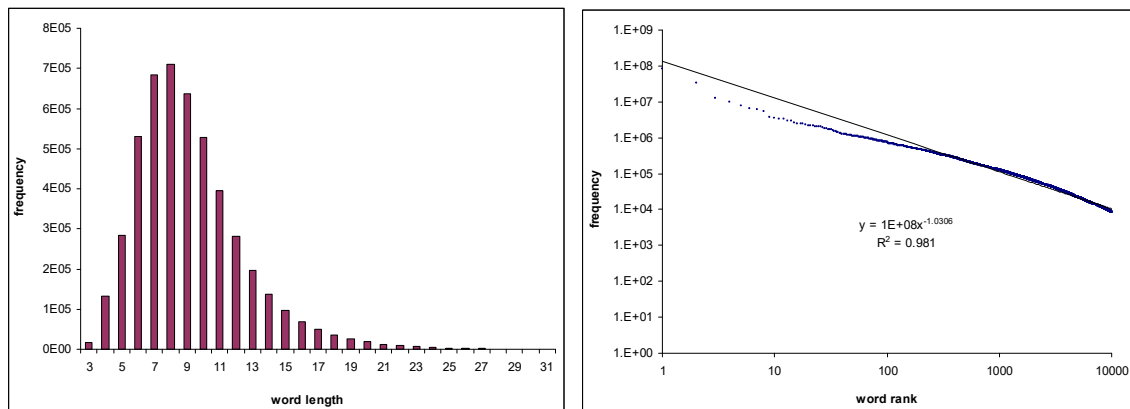 8E05
7E05
6E05
5E05
4E05
3E05
2E05
1E05
0E00
frequency
3 5 7 9 11 13 15 17 19 21 23 25 27 29 31
word length
1.E+09
1.E+08
1.E+07
1.E+06
1.E+05
1.E+04
1.E+03
1.E+02
1.E+01
1.E+00
frequency
y = 1E+08x^-1.0306
R² = 0.981
1 10 100 1000 10000
word rank